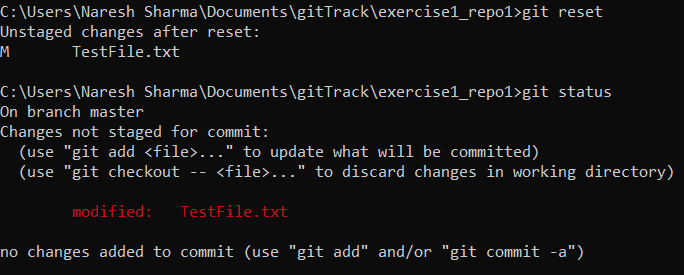 C:\Users\Naresh Sharma\Documents\gitTrack\exercise1_repo1>git reset
Unstaged changes after reset:
M       TestFile.txt
C:\Users\Naresh Sharma\Documents\gitTrack\exercise1_repo1>git status
On branch master
Changes not staged for commit:
  (use "git add <file>..." to update what will be committed)
  (use "git checkout -- <file>..." to discard changes in working directory)
        modified:   TestFile.txt
no changes added to commit (use "git add" and/or "git commit -a")